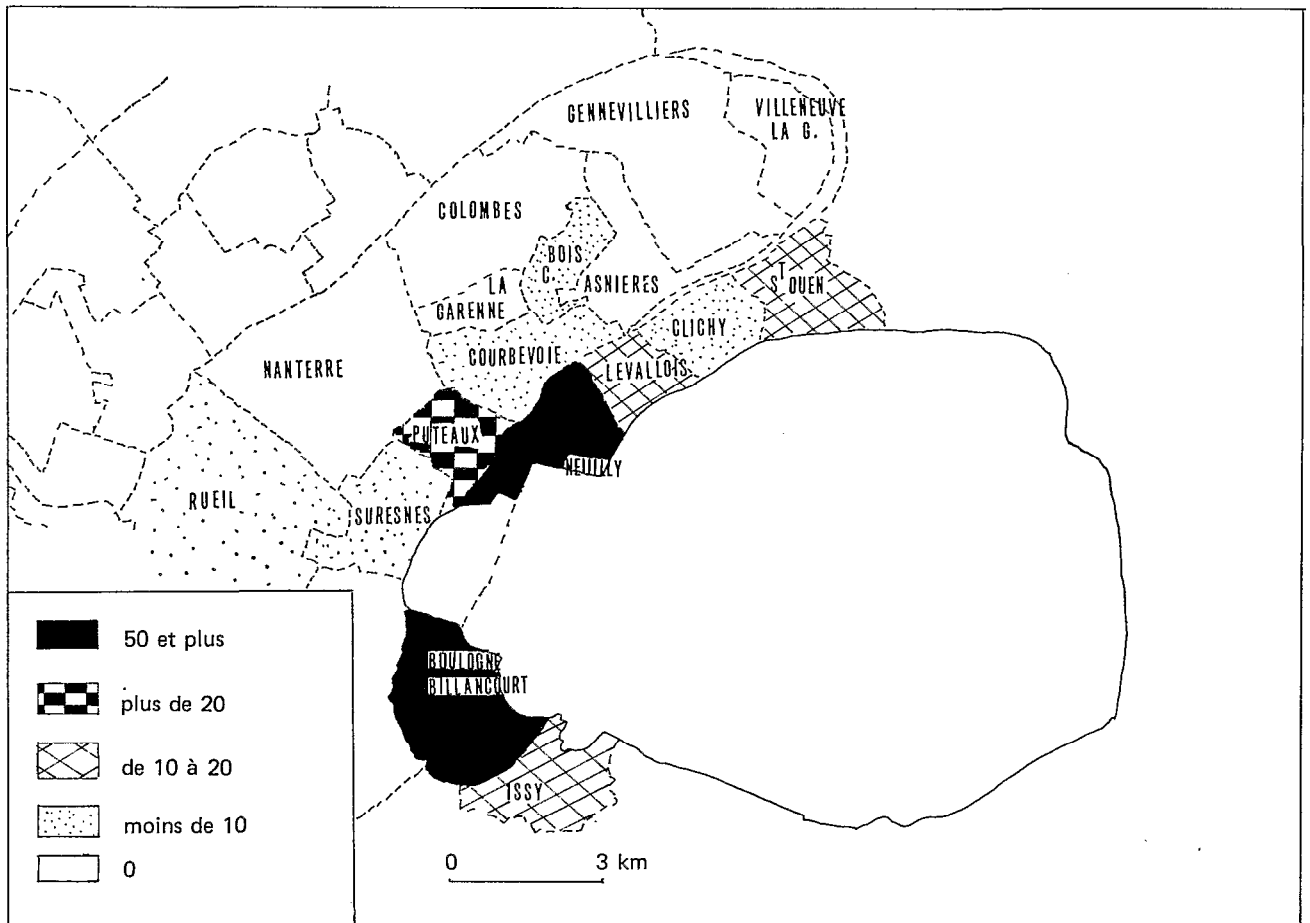 GENNEVILLIERS
VILLENEUVE
LA G.
COLOMBES
BOIS
C.
LA
GARENNE
ASNIERES
ST OUEN
CLICHY
COURBEVOIE
LEVALLOIS
NANTERRE
PUTEAUX
NEUILLY
RUEIL
SURESNES
BOULOGNE
BILLANCOURT
ISSY
50 et plus
plus de 20
de 10 à 20
moins de 10
0
0 3 km